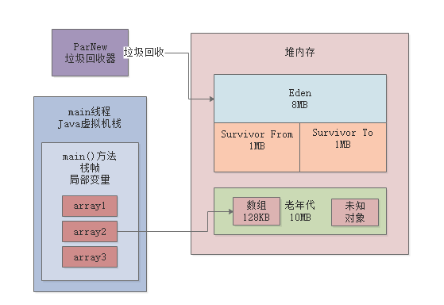 ParNew
垃圾回收器
垃圾回收
堆内存
Eden
8MB
Survivor From
1MB
Survivor To
1MB
main线程
Java虚拟机栈
main()方法
栈帧
局部变量
array1
array2
array3
数组
128KB
老年代
10MB
未知
对象